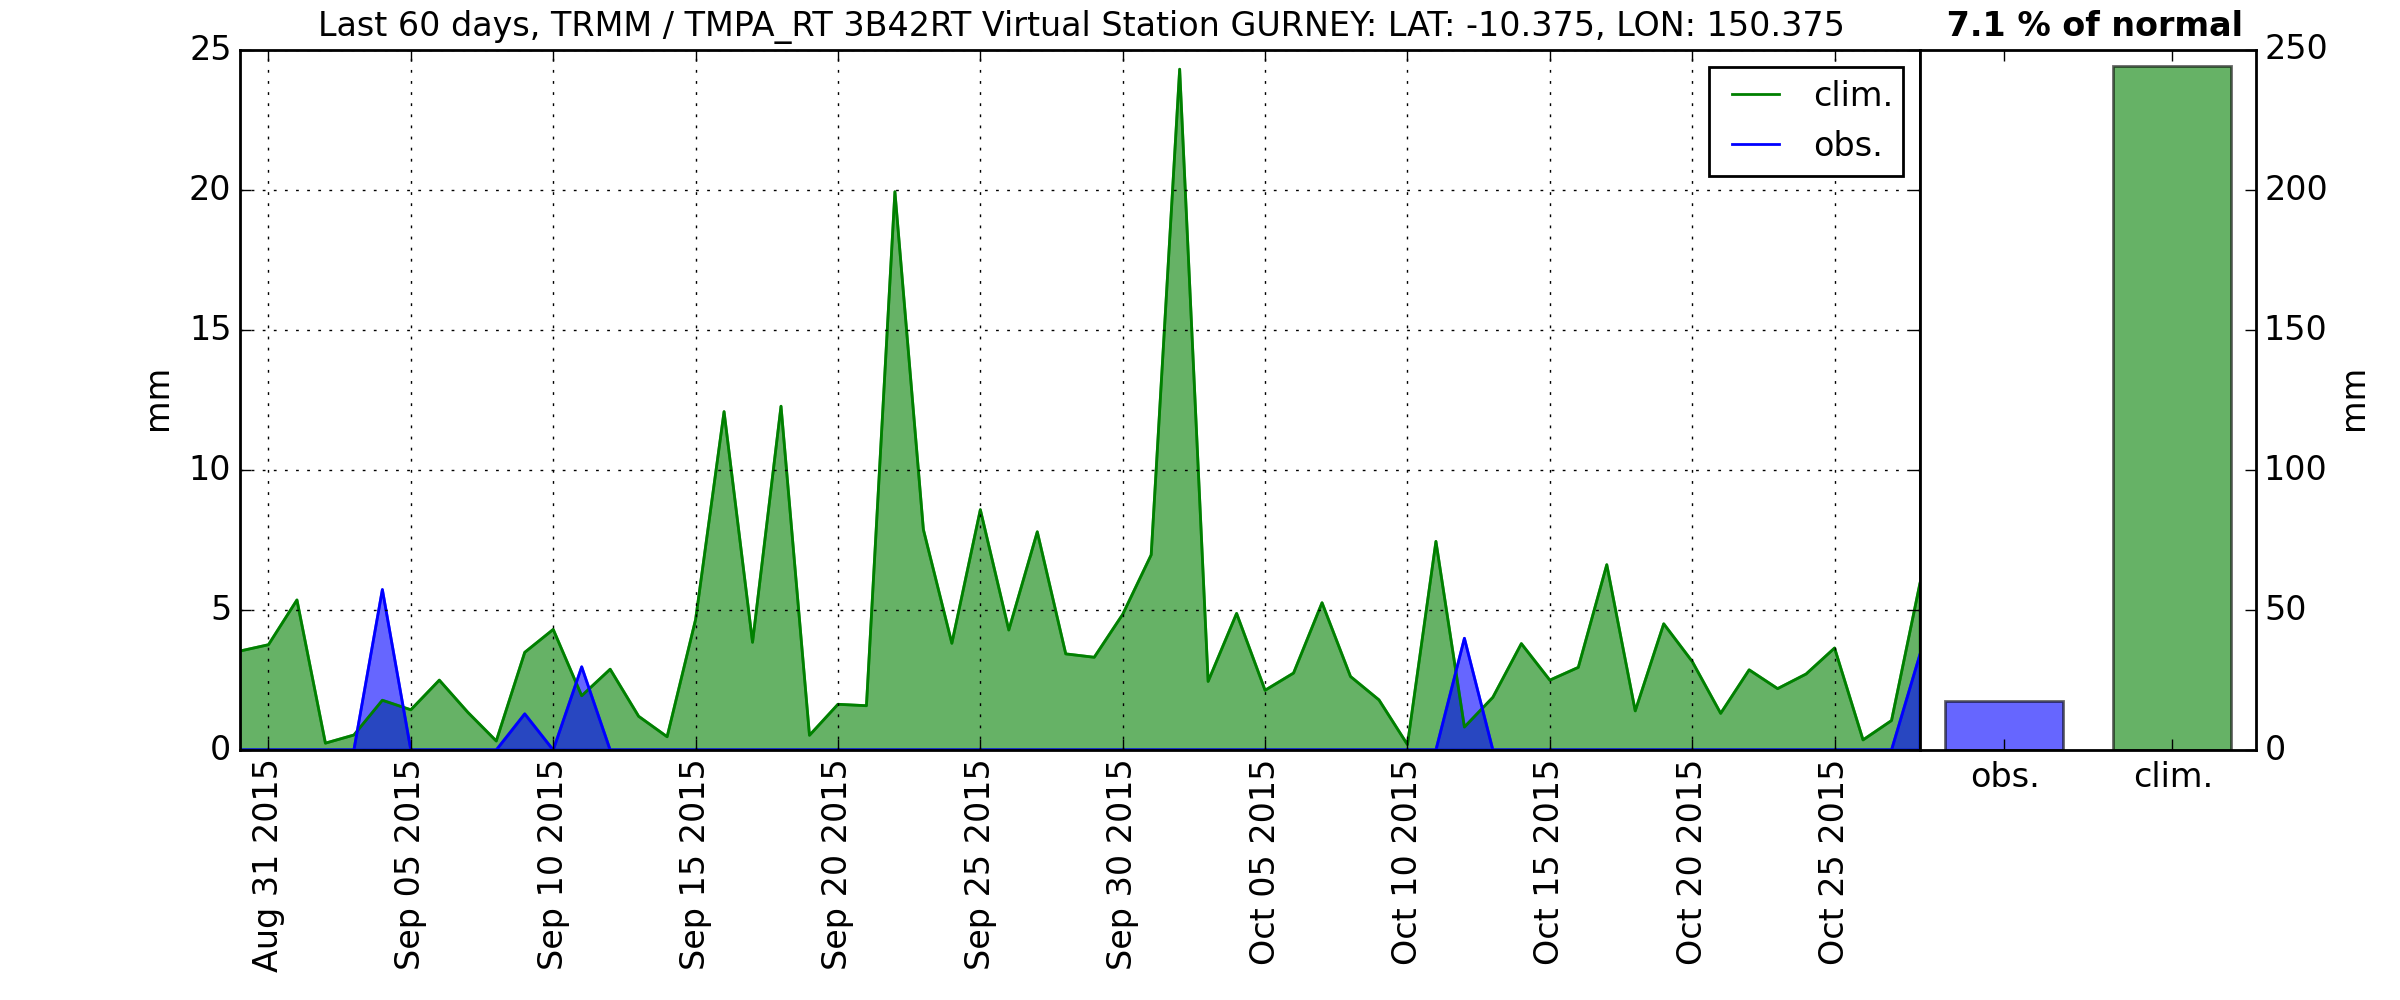 Last 60 days, TRMM / TMPA_RT 3B42RT Virtual Station GURNEY: LAT: -10.375, LON: 150.375
7.1 % of normal
25
20
15
10
5
0
mm
clim.
obs.
250
200
150
100
50
0
mm
Aug 31 2015
Sep 05 2015
Sep 10 2015
Sep 15 2015
Sep 20 2015
Sep 25 2015
Sep 30 2015
Oct 05 2015
Oct 10 2015
Oct 15 2015
Oct 20 2015
Oct 25 2015
obs.
clim.